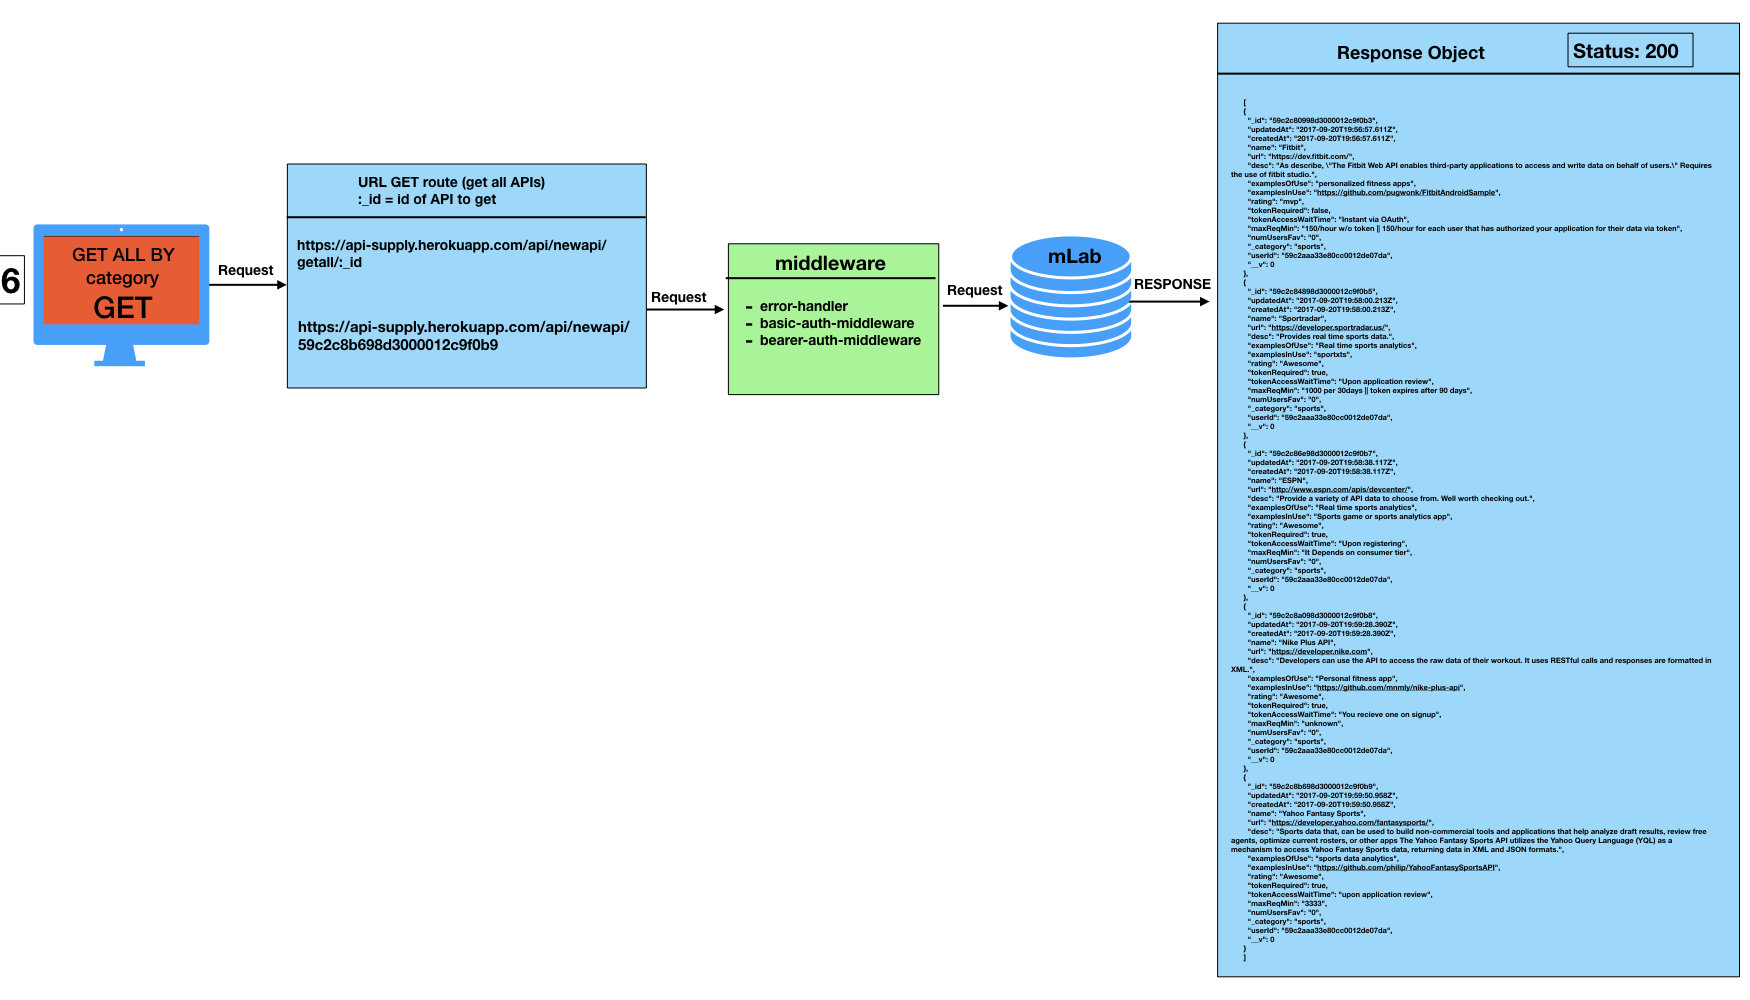 6
GET ALL BY
category
GET
Request
URL GET route (get all APIs)
:_id = id of API to get
https://api-supply.herokuapp.com/api/newapi/
getall/:_id
https://api-supply.herokuapp.com/api/newapi/
59c2c8b698d3000012c9f0b9
Request
middleware
- error-handler
- basic-auth-middleware
- bearer-auth-middleware
Request
mLab
RESPONSE
Response Object
Status: 200
[
{
"_id": "59c2c80998d3000012c9f0b3",
"updatedAt": "2017-09-20T19:56:57.611Z",
"createdAt": "2017-09-20T19:56:57.611Z",
"name": "Fitbit",
"url": "https://dev.fitbit.com/",
"desc": "As describe, \"The Fitbit Web API enables third-party applications to access and write data on behalf of users.\" Requires
the use of fitbit studio.",
"examplesOfUse": "personalized fitness apps",
"examplesInUse": "https://github.com/pugwonk/FitbitAndroidSample",
"rating": "mvp",
"tokenRequired": false,
"tokenAccessWaitTime": "Instant via OAuth",
"maxReqMin": "150/hour w/o token || 150/hour for each user that has authorized your application for their data via token",
"numUsersFav": "0",
"_category": "sports",
"userId": "59c2aaa33e80cc0012de07da",
"__v": 0
},
{
"_id": "59c2c84898d3000012c9f0b5",
"updatedAt": "2017-09-20T19:58:00.213Z",
"createdAt": "2017-09-20T19:58:00.213Z",
"name": "Sportradar",
"url": "https://developer.sportradar.us/",
"desc": "Provides real time sports data.",
"examplesOfUse": "Real time sports analytics",
"examplesInUse": "sportxts",
"rating": "Awesome",
"tokenRequired": true,
"tokenAccessWaitTime": "Upon application review",
"maxReqMin": "1000 per 30days || token expires after 90 days",
"numUsersFav": "0",
"_category": "sports",
"userId": "59c2aaa33e80cc0012de07da",
"__v": 0
},
{
"_id": "59c2c86e98d3000012c9f0b7",
"updatedAt": "2017-09-20T19:58:38.117Z",
"createdAt": "2017-09-20T19:58:38.117Z",
"name": "ESPN",
"url": "http://www.espn.com/apis/devcenter/",
"desc": "Provide a variety of API data to choose from. Well worth checking out.",
"examplesOfUse": "Real time sports analytics",
"examplesInUse": "Sports game or sports analytics app",
"rating": "Awesome",
"tokenRequired": true,
"tokenAccessWaitTime": "Upon registering",
"maxReqMin": "It Depends on consumer tier",
"numUsersFav": "0",
"_category": "sports",
"userId": "59c2aaa33e80cc0012de07da",
"__v": 0
},
{
"_id": "59c2c8a098d3000012c9f0b8",
"updatedAt": "2017-09-20T19:59:28.390Z",
"createdAt": "2017-09-20T19:59:28.390Z",
"name": "Nike Plus API",
"url": "https://developer.nike.com",
"desc": "Developers can use the API to access the raw data of their workout. It uses RESTful calls and responses are formatted in
XML.",
"examplesOfUse": "Personal fitness app",
"examplesInUse": "https://github.com/mnmly/nike-plus-api",
"rating": "Awesome",
"tokenRequired": true,
"tokenAccessWaitTime": "You recieve one on signup",
"maxReqMin": "unknown",
"numUsersFav": "0",
"_category": "sports",
"userId": "59c2aaa33e80cc0012de07da",
"__v": 0
},
{
"_id": "59c2c8b698d3000012c9f0b9",
"updatedAt": "2017-09-20T19:59:50.958Z",
"createdAt": "2017-09-20T19:59:50.958Z",
"name": "Yahoo Fantasy Sports",
"url": "https://developer.yahoo.com/fantasysports/",
"desc": "Sports data that, can be used to build non-commercial tools and applications that help analyze draft results, review free
agents, optimize current rosters, or other apps The Yahoo Fantasy Sports API utilizes the Yahoo Query Language (YQL) as a
mechanism to access Yahoo Fantasy Sports data, returning data in XML and JSON formats.",
"examplesOfUse": "sports data analytics",
"examplesInUse": "https://github.com/philip/YahooFantasySportsAPI",
"rating": "Awesome",
"tokenRequired": true,
"tokenAccessWaitTime": "upon application review",
"maxReqMin": "3333",
"numUsersFav": "0",
"_category": "sports",
"userId": "59c2aaa33e80cc0012de07da",
"__v": 0
}
]